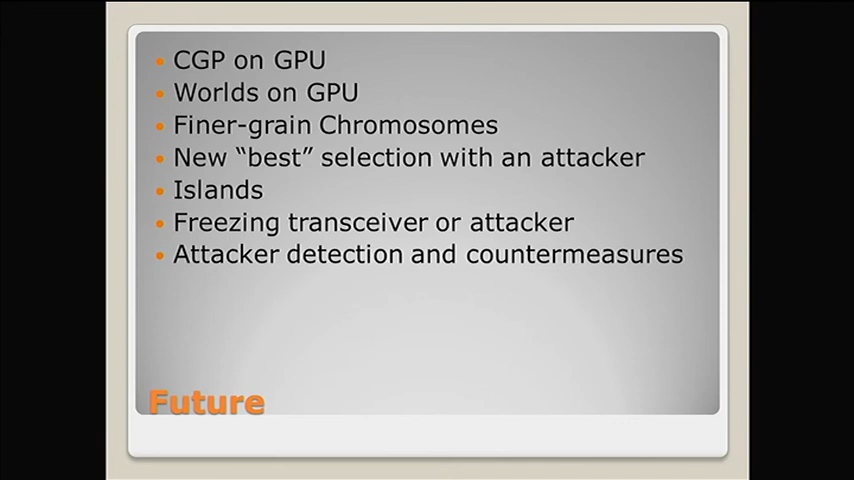 CGP on GPU
Worlds on GPU
Finer-grain Chromosomes
New “best” selection with an attacker
Islands
Freezing transceiver or attacker
Attacker detection and countermeasures
Future